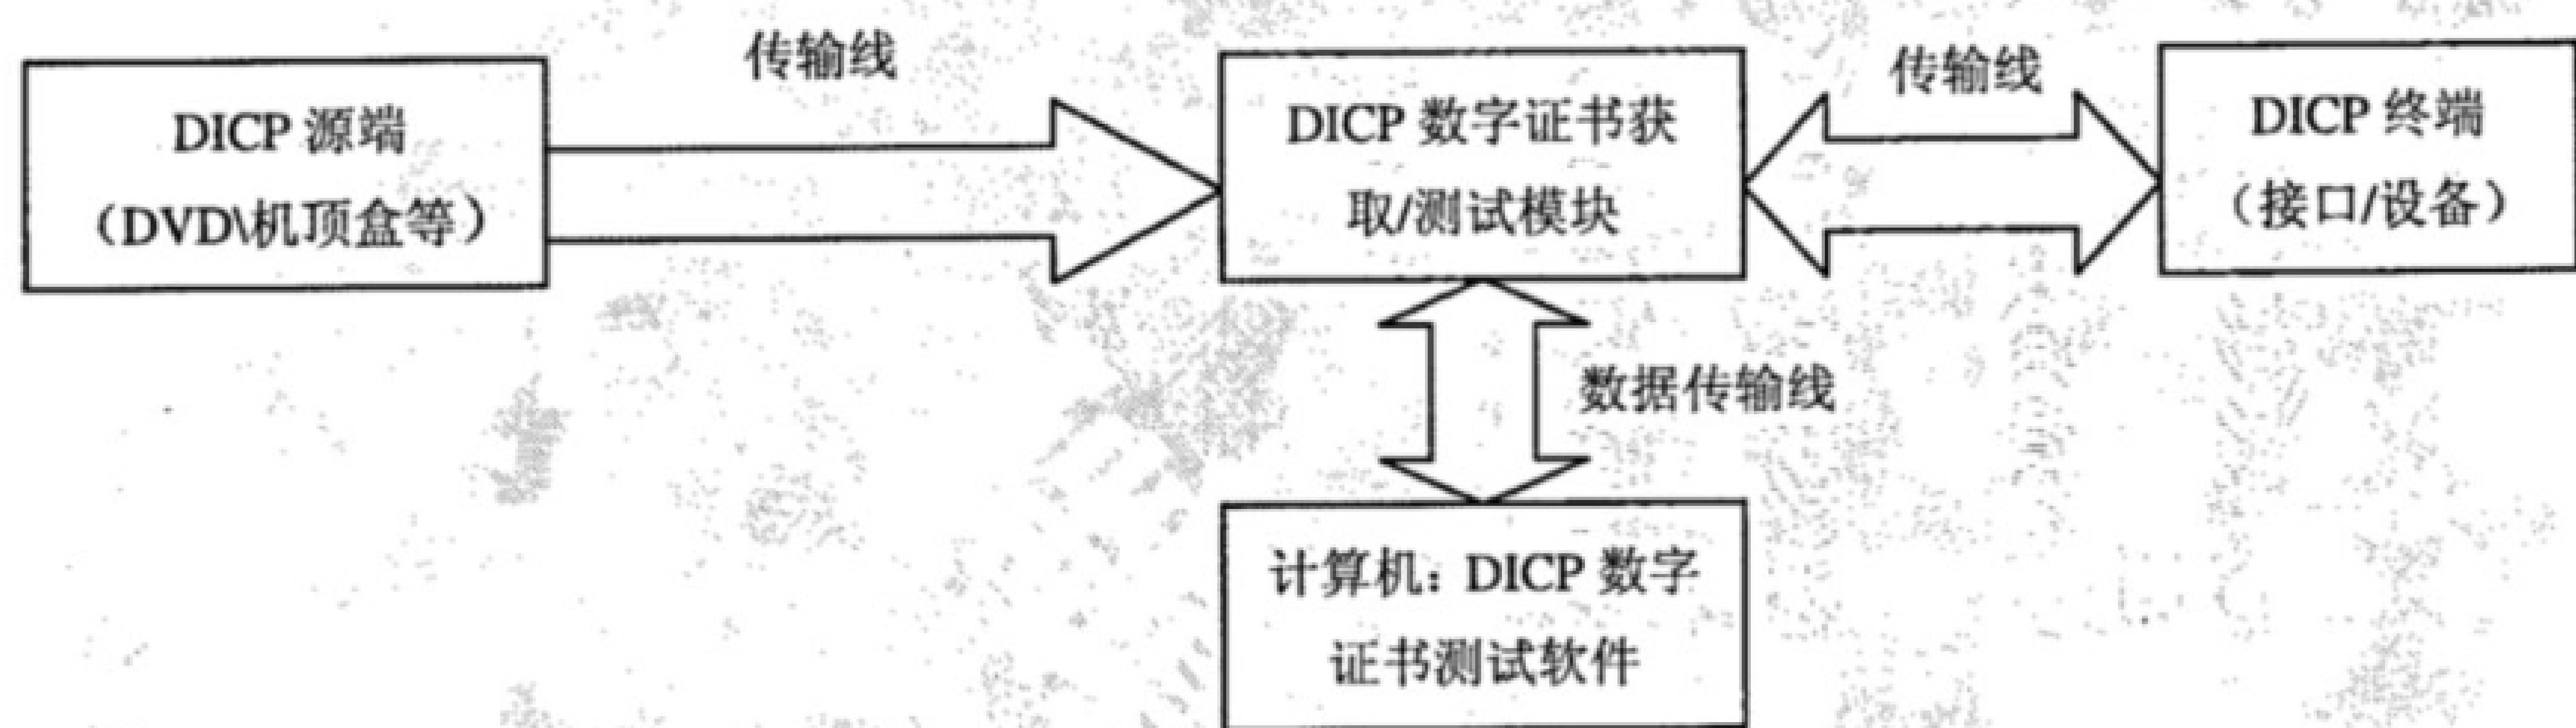 传输线
传输线
DICP 源端
（DVD\机顶盒等）
DICP 数字证书获
取/测试模块
DICP 终端
（接口/设备）
数据传输线
计算机：DICP 数字
证书测试软件